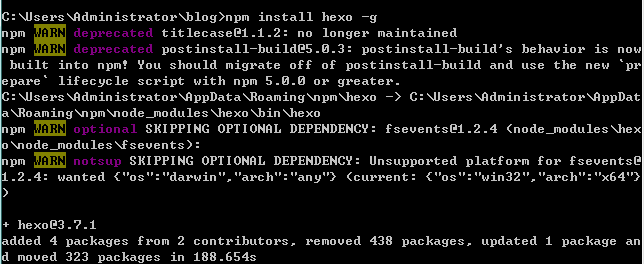 C:\Users\Administrator\blog>npm install hexo -g
npm WARN deprecated titlecase@1.1.2: no longer maintained
npm WARN deprecated postinstall-build@5.0.3: postinstall-build's behavior is now
 built into npm! You should migrate off of postinstall-build and use the new `pr
epare` lifecycle script with npm 5.0.0 or greater.
C:\Users\Administrator\AppData\Roaming\npm\hexo -> C:\Users\Administrator\AppDat
a\Roaming\npm\node_modules\hexo\bin\hexo
npm WARN optional SKIPPING OPTIONAL DEPENDENCY: fsevents@1.2.4 (node_modules\hex
o\node_modules\fsevents):
npm WARN notsup SKIPPING OPTIONAL DEPENDENCY: Unsupported platform for fsevents@
1.2.4: wanted {"os":"darwin","arch":"any"} (current: {"os":"win32","arch":"x64"}
)
+ hexo@3.7.1
added 4 packages from 2 contributors, removed 438 packages, updated 1 package an
d moved 323 packages in 188.654s